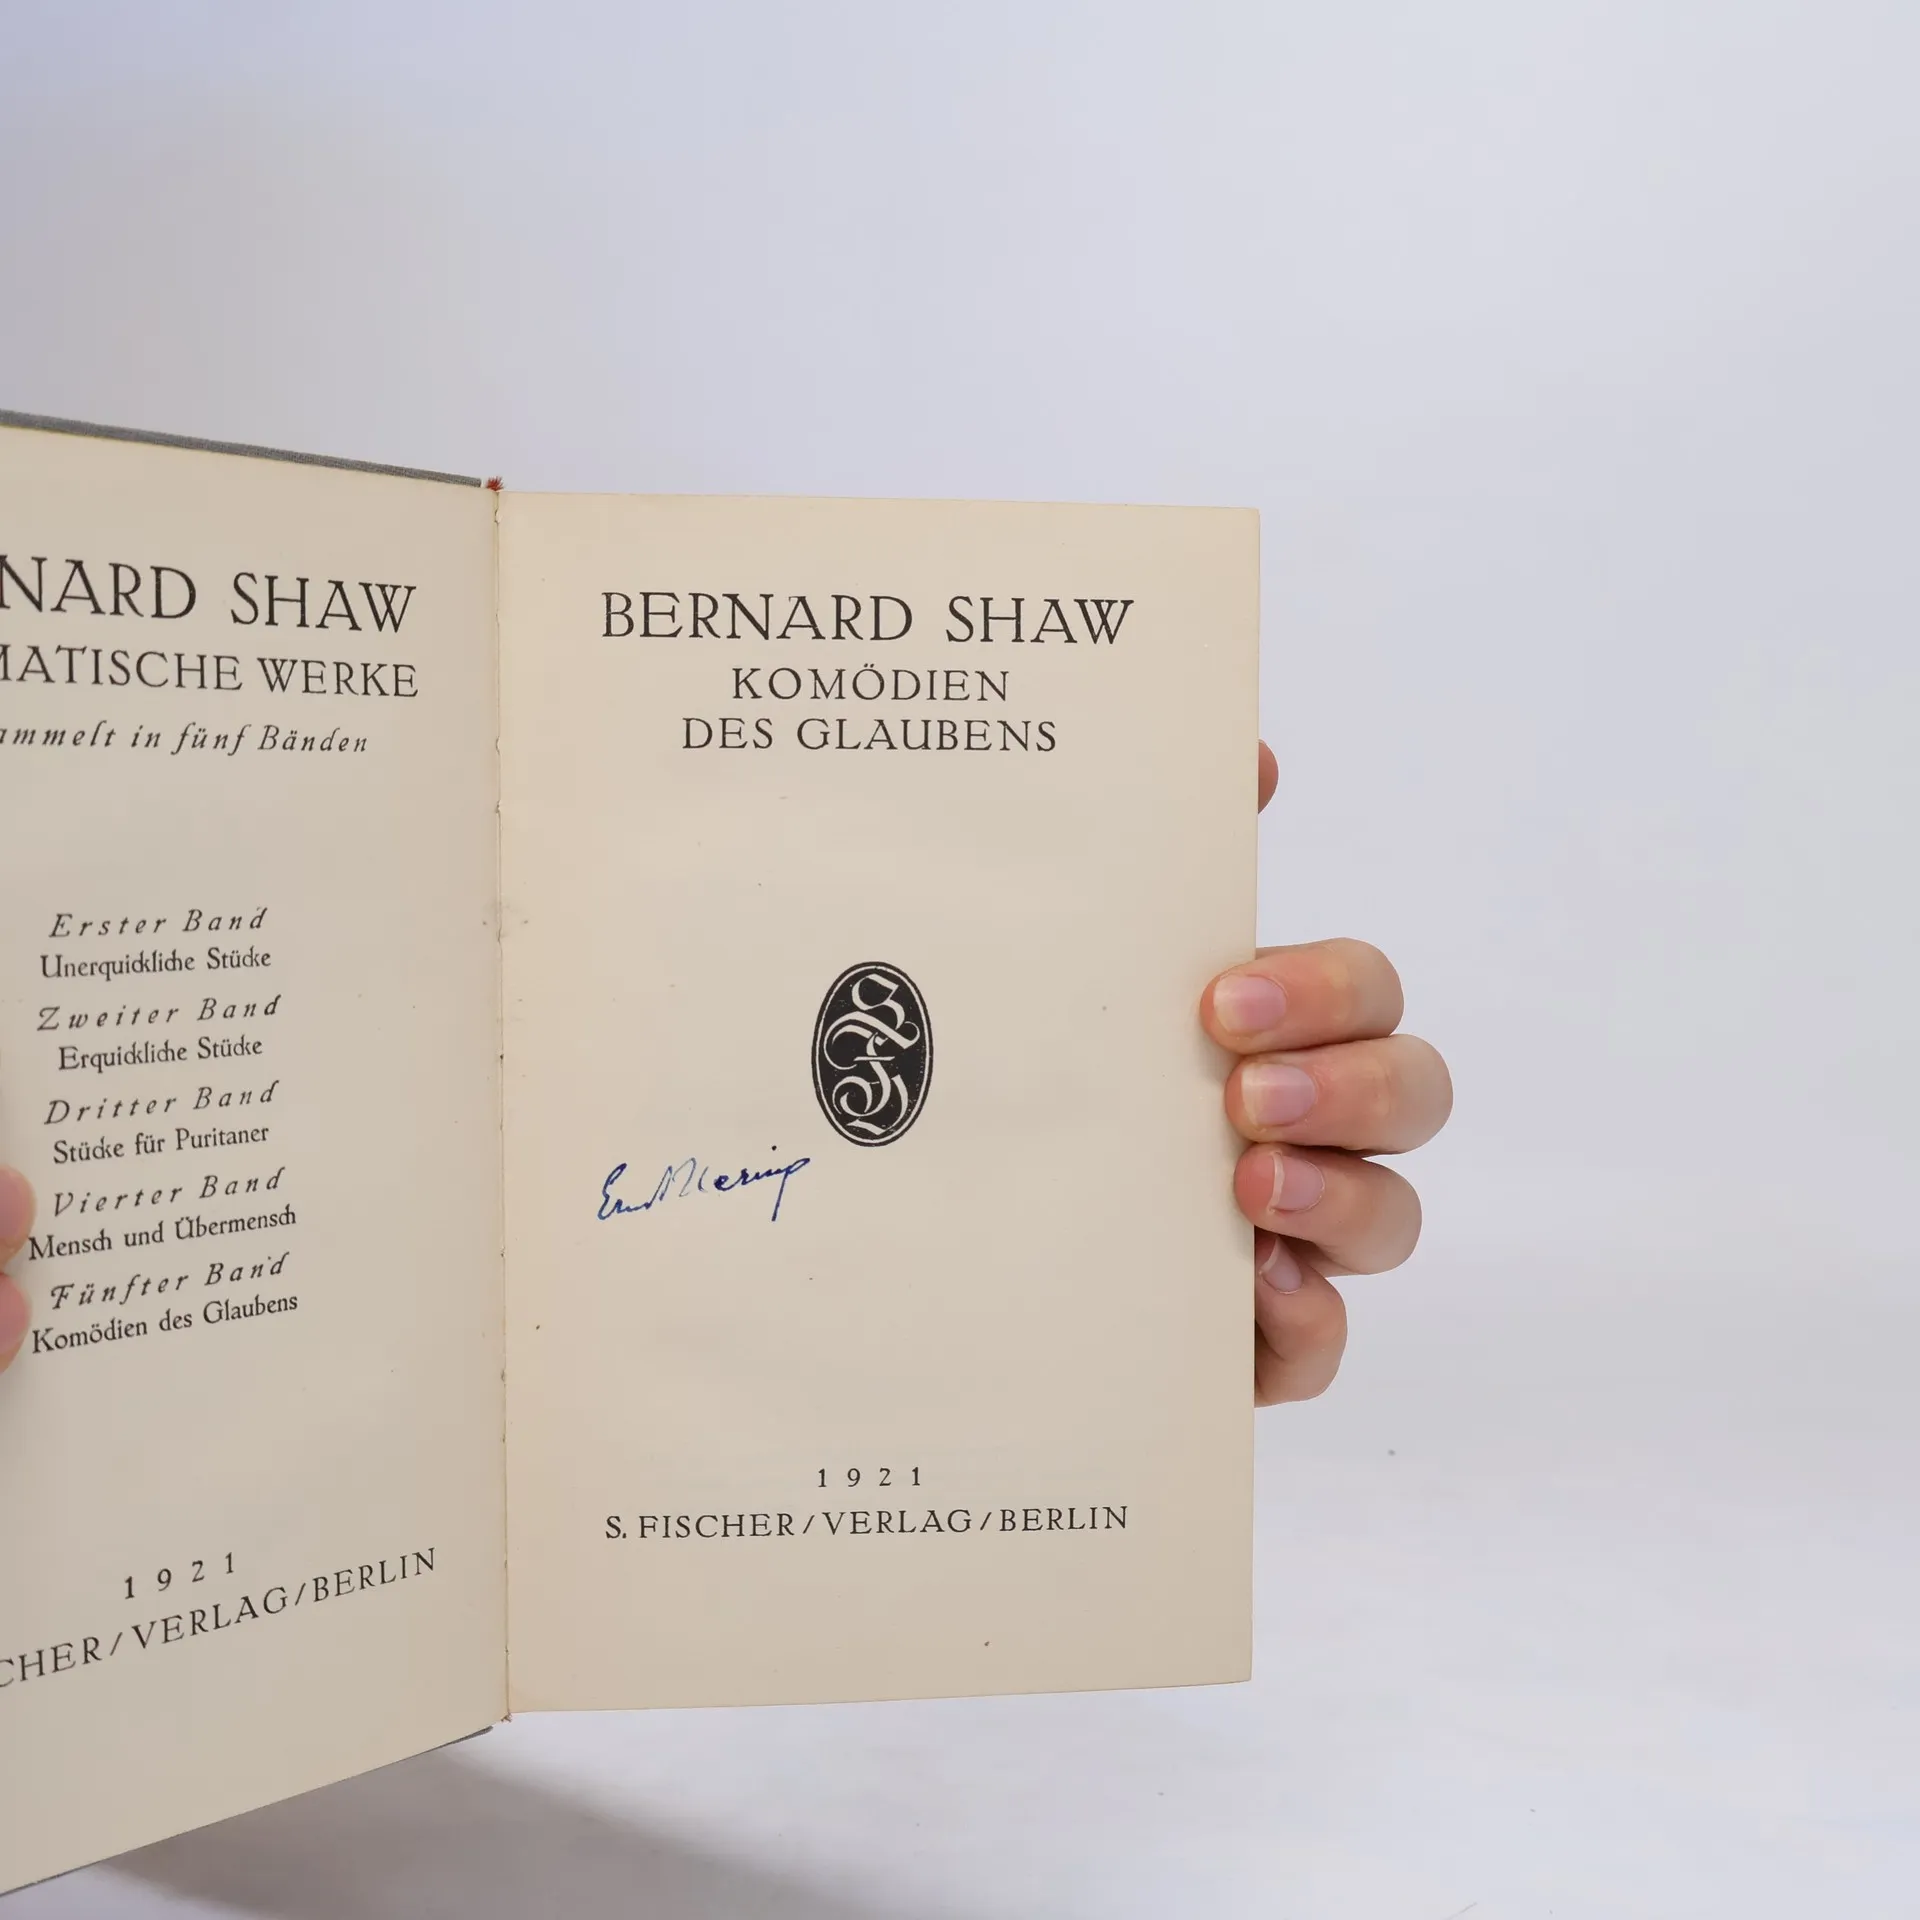 NARD SHAW
MATISCHE WERKE
ammelt in fünf Bänden
Erster Band
Unerquickliche Stücke
Zweiter Band
Erquickliche Stücke
Dritter Band
Stücke für Puritaner
Vierter Band
Mensch und Übermensch
Fünfter Band
Komödien des Glaubens
1921
CHER/VERLAG/BERLIN
BERNARD SHAW
KOMÖDIEN
DES GLAUBENS
SFV
Ernst
1921
S. FISCHER/VERLAG/BERLIN